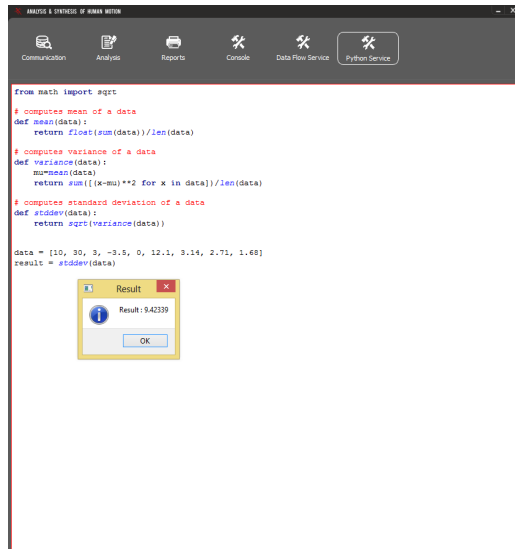 ANALYSIS & SYNTHESIS OF HUMAN MOTION
Communication
Analysis
Reports
Console
Data Flow Service
Python Service
from math import sqrt
# computes mean of a data
def mean(data):
    return float(sum(data))/len(data)
# computes variance of a data
def variance(data):
    mu=mean(data)
    return sum([(x-mu)**2 for x in data])/len(data)
# computes standard deviation of a data
def stddev(data):
    return sqrt(variance(data))
data = [10, 30, 3, -3.5, 0, 12.1, 3.14, 2.71, 1.68]
result = stddev(data)
Result
Result : 9.42339
OK